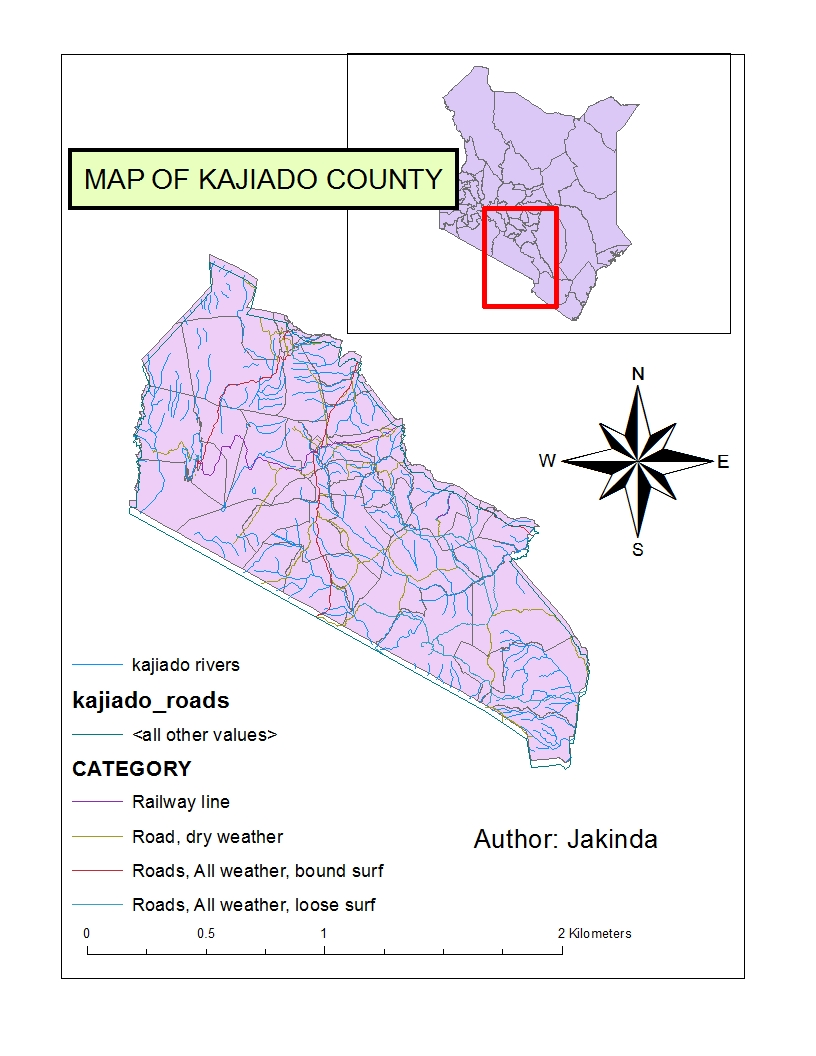 MAP OF KAJIADO COUNTY
N
W
E
S
kajiado rivers
kajiado_roads
<all other values>
CATEGORY
Railway line
Road, dry weather
Roads, All weather, bound surf
Roads, All weather, loose surf
Author: Jakinda
0 0.5 1 2 Kilometers